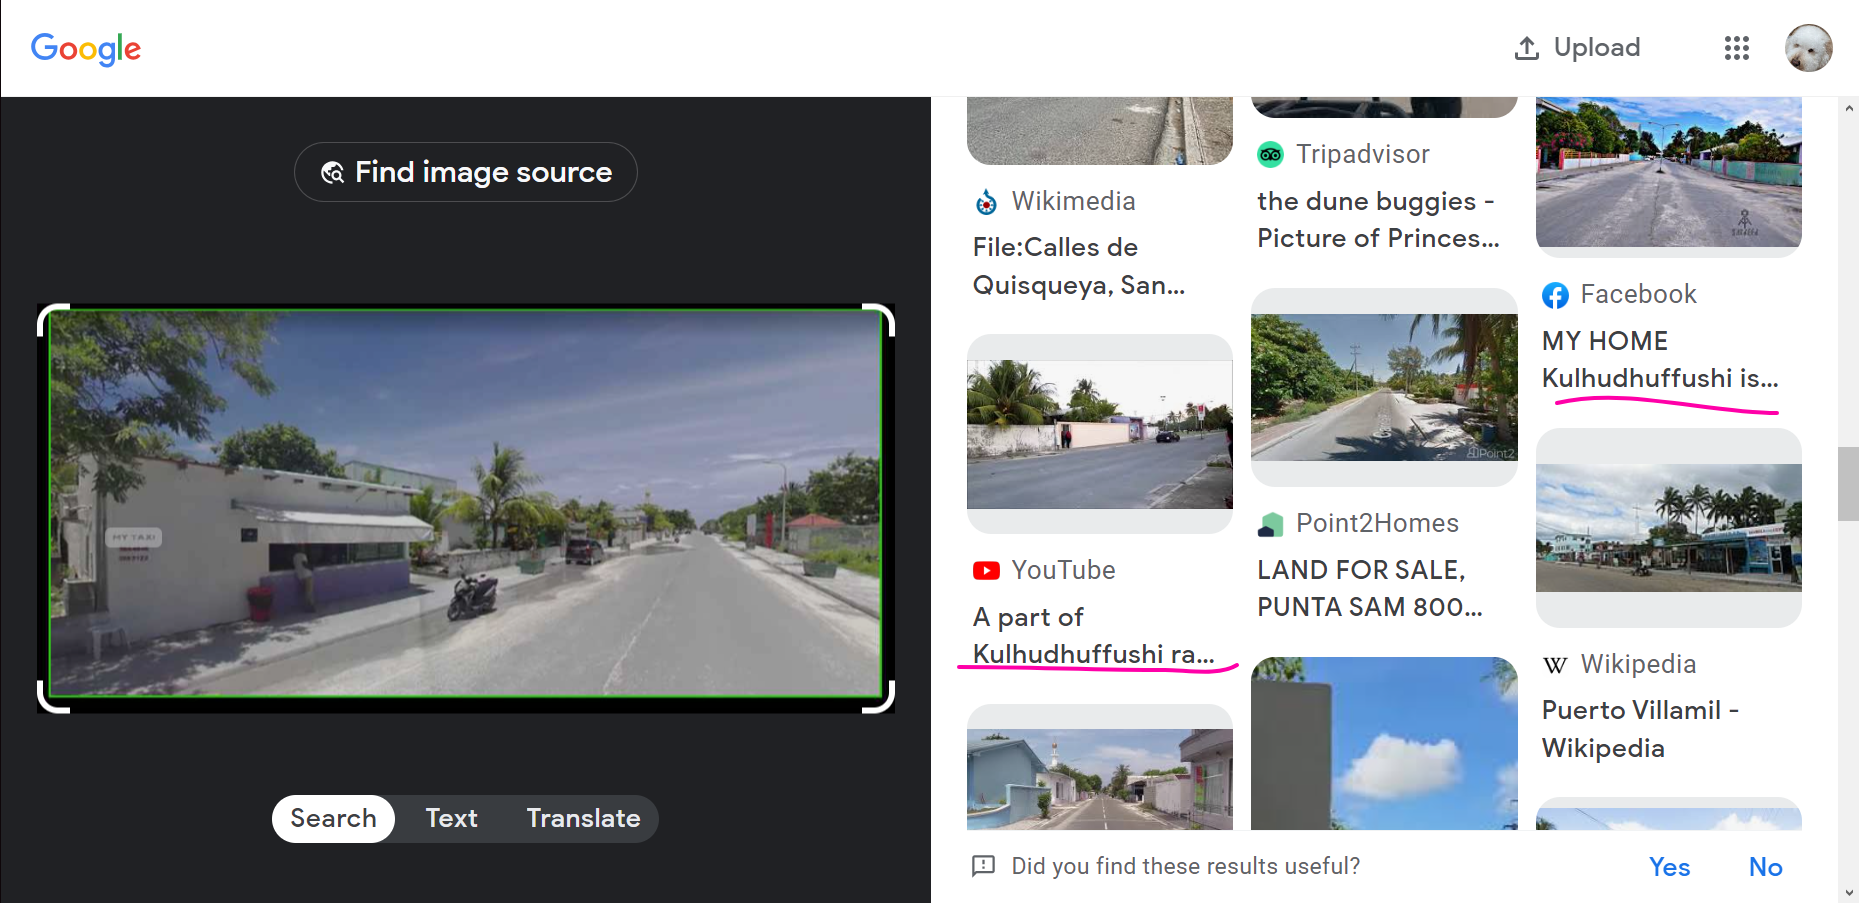 Google
Upload
Find image source
MY TAXI
Search
Text
Translate
Wikimedia
File:Calles de
Quisqueya, San...
YouTube
A part of
Kulhudhuffushi ra...
Tripadvisor
the dune buggies -
Picture of Princes...
Point2
Point2Homes
LAND FOR SALE,
PUNTA SAM 800...
Facebook
MY HOME
Kulhudhuffushi is...
W Wikipedia
Puerto Villamil -
Wikipedia
Did you find these results useful?
Yes
No